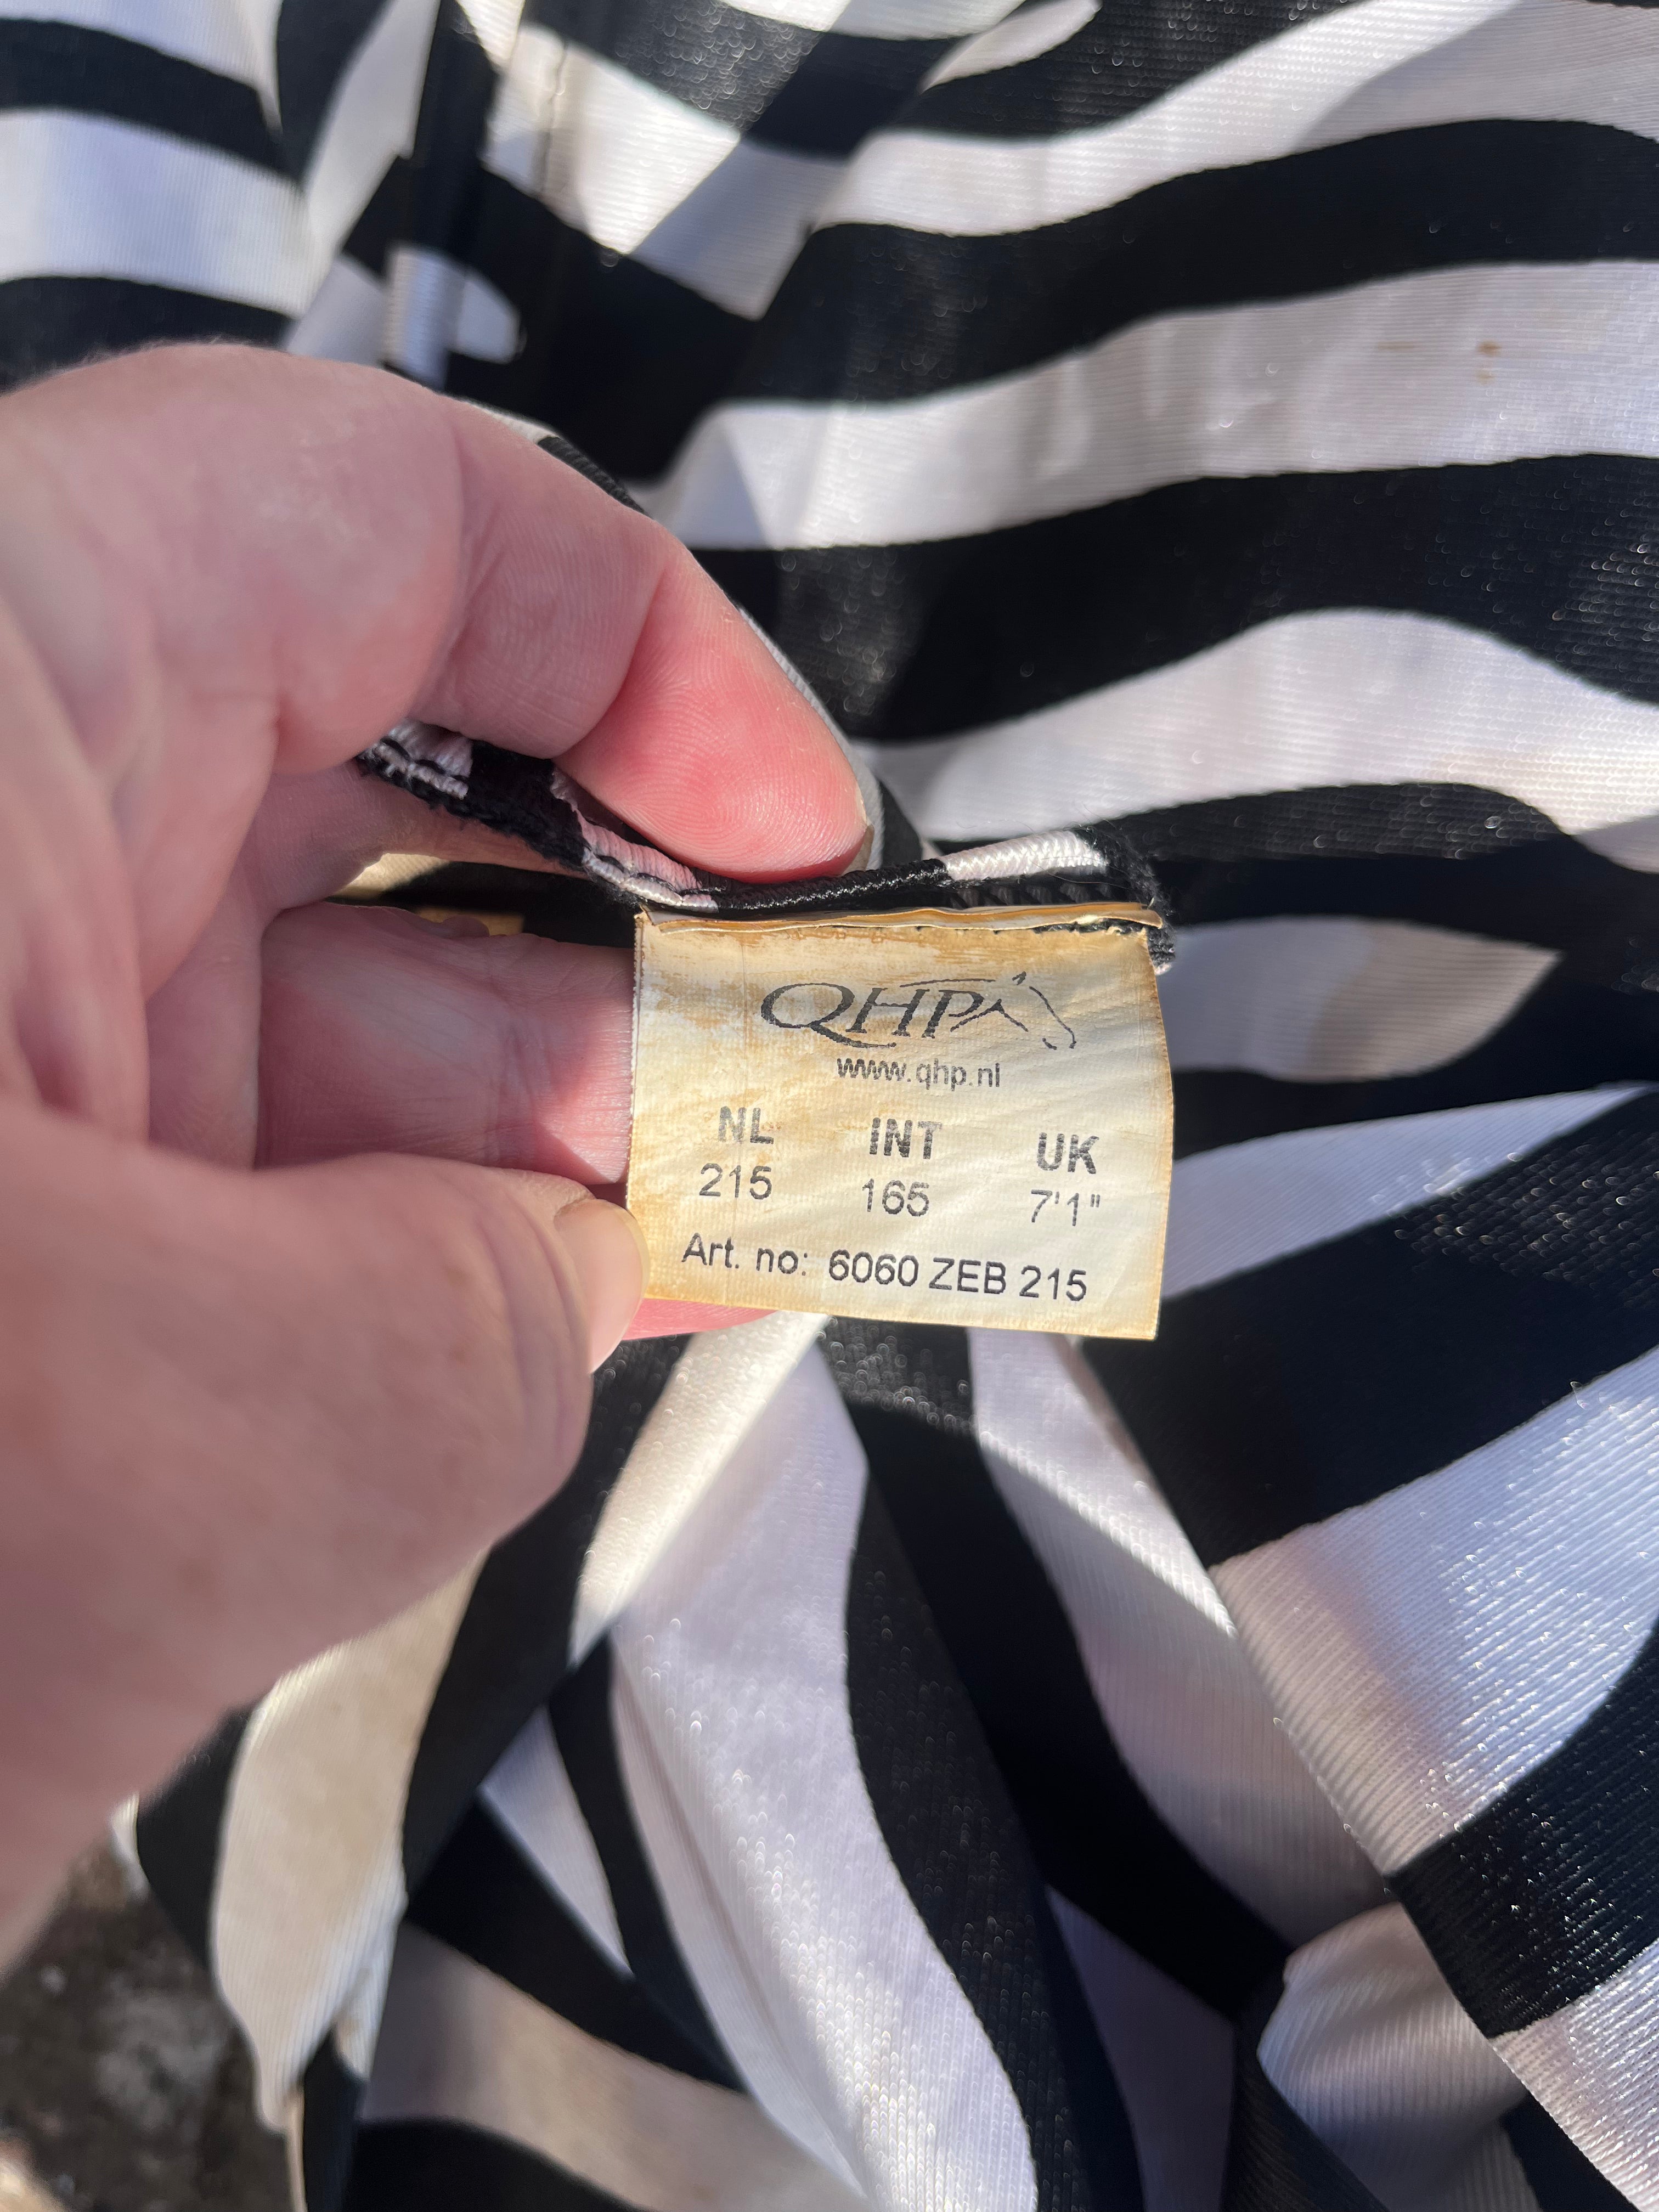 QHP
www.qhp.nl
NL INT UK
215 165 7'1"
Art. no: 6060 ZEB 215